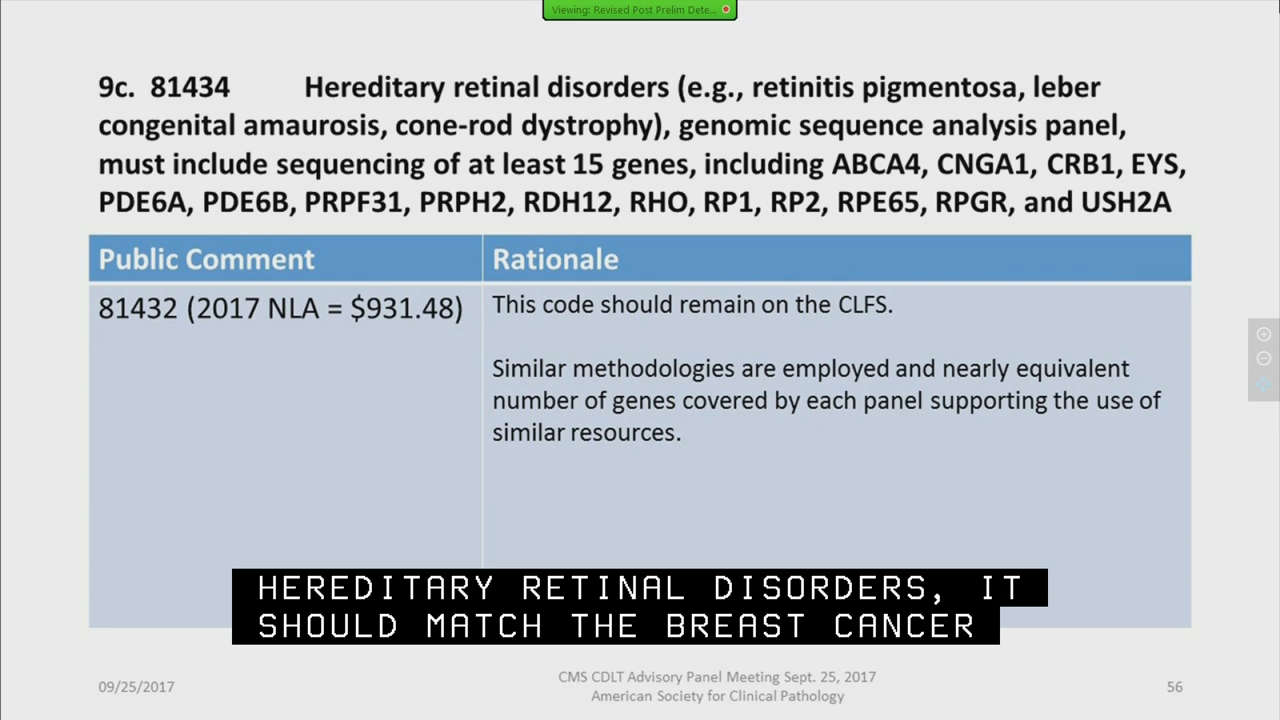 Viewing: Revised Post Prelim Dete...
9c. 81434 Hereditary retinal disorders (e.g., retinitis pigmentosa, leber
congenital amaurosis, cone-rod dystrophy), genomic sequence analysis panel,
must include sequencing of at least 15 genes, including ABCA4, CNGA1, CRB1, EYS,
PDE6A, PDE6B, PRPF31, PRPH2, RDH12, RHO, RP1, RP2, RPE65, RPGR, and USH2A
Public Comment
Rationale
81432 (2017 NLA = $931.48)
This code should remain on the CLFS.
Similar methodologies are employed and nearly equivalent
number of genes covered by each panel supporting the use of
similar resources.
HEREDITARY RETINAL DISORDERS, IT
SHOULD MATCH THE BREAST CANCER
09/25/2017
CMS CDLT Advisory Panel Meeting Sept. 25, 2017
American Society for Clinical Pathology
56